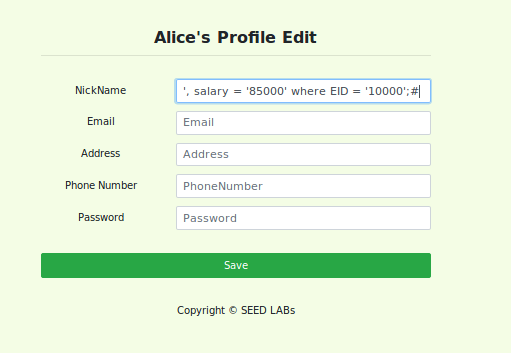 Alice's Profile Edit
NickName ', salary = '85000' where EID = '10000';#
Email Email
Address Address
Phone Number PhoneNumber
Password Password
Save
Copyright © SEED LABs